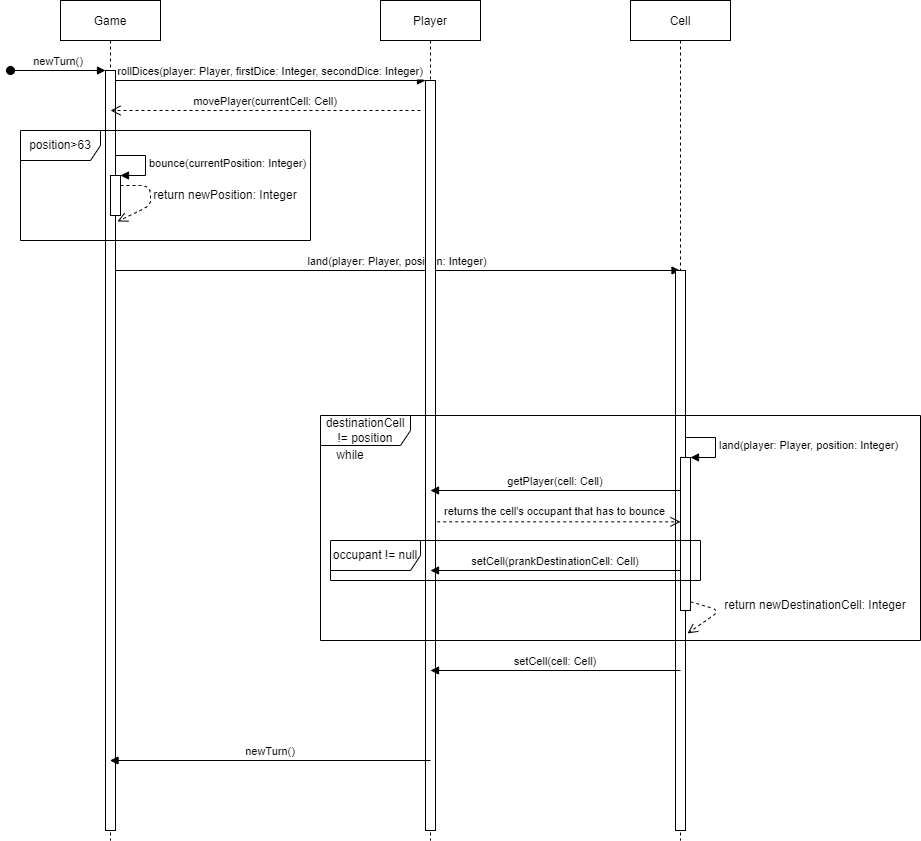 Game
Player
Cell
newTurn()
rollDices(player: Player, firstDice: Integer, secondDice: Integer)
movePlayer(currentCell: Cell)
position>63
bounce(currentPosition: Integer)
return newPosition: Integer
land(player: Player, position: Integer)
destinationCell
!= position
while
land(player: Player, position: Integer)
getPlayer(cell: Cell)
returns the cell's occupant that has to bounce
occupant != null
setCell(prankDestinationCell: Cell)
return newDestinationCell: Integer
setCell(cell: Cell)
newTurn()